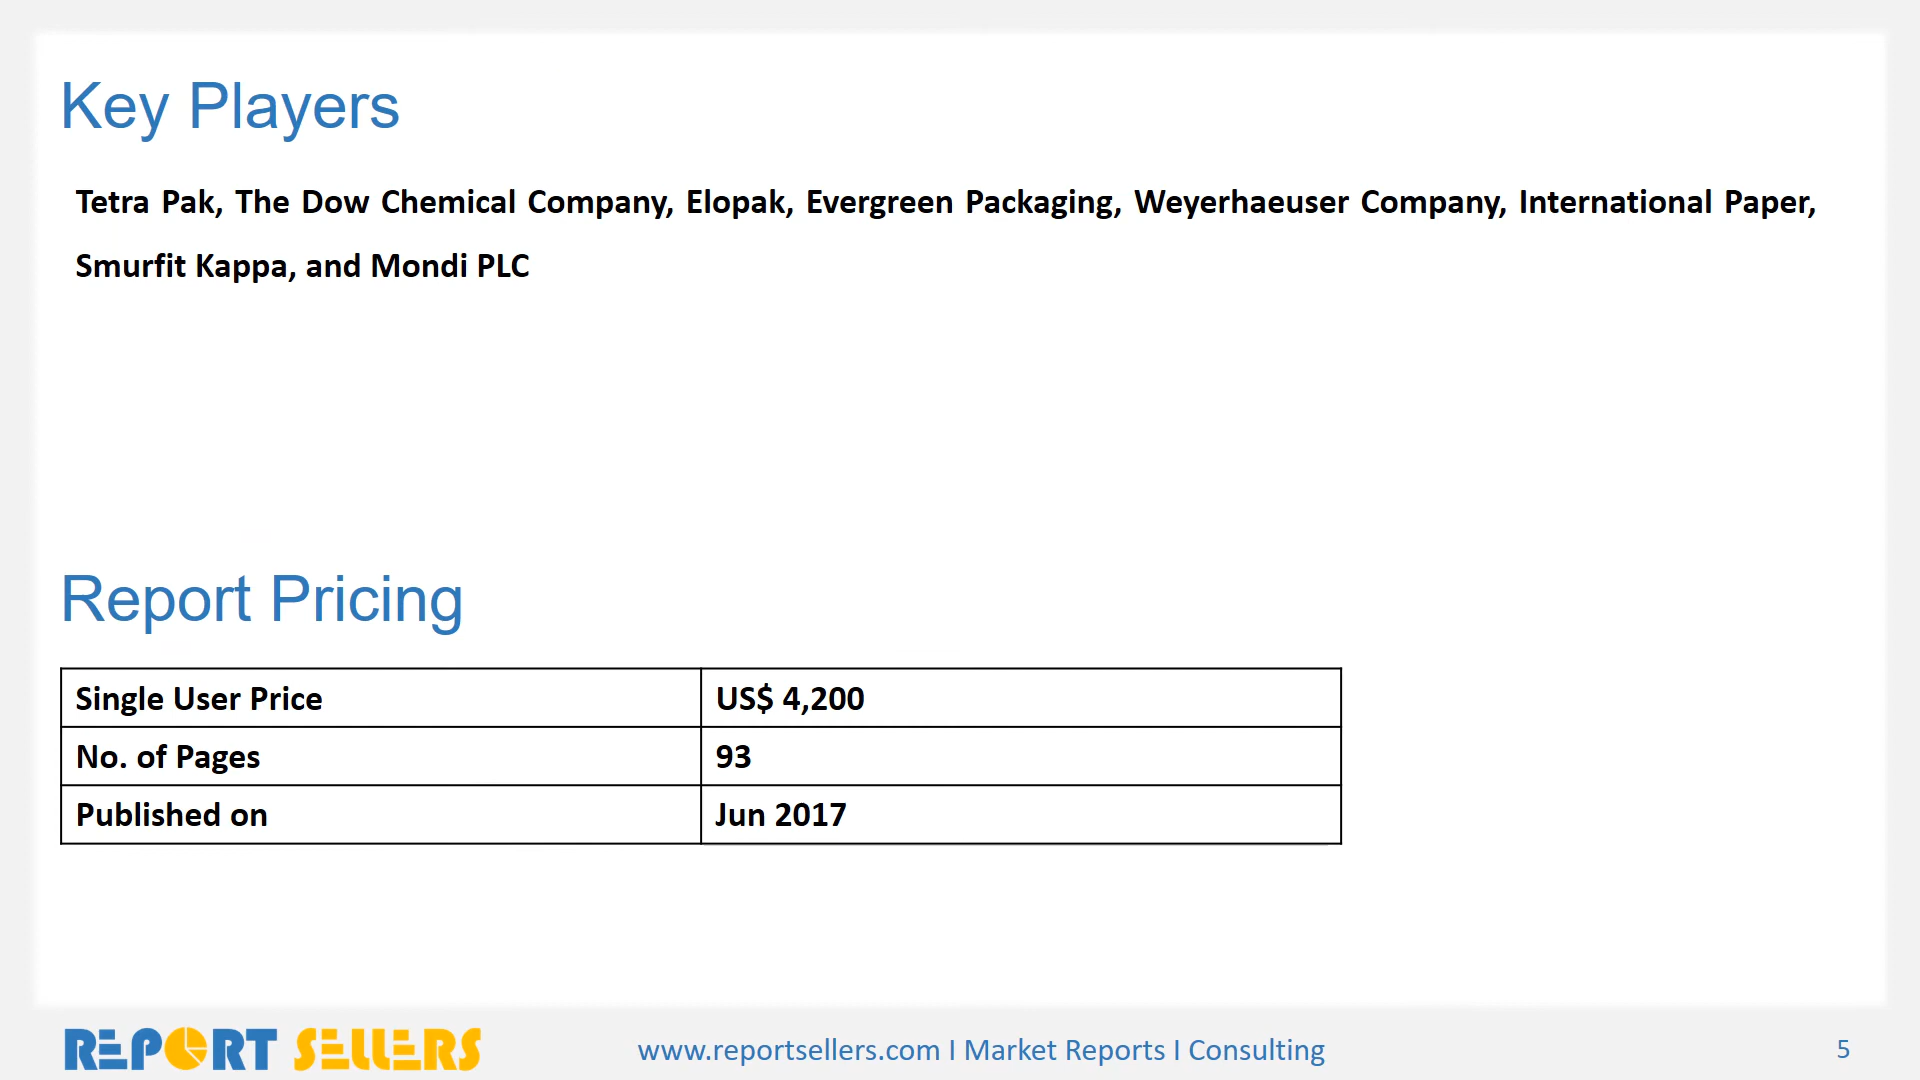 Key Players
Tetra Pak, The Dow Chemical Company, Elopak, Evergreen Packaging, Weyerhaeuser Company, International Paper,
Smurfit Kappa, and Mondi PLC
Report Pricing
Single User Price US$ 4,200
No. of Pages 93
Published on Jun 2017
REPORT SELLERS www.reportsellers.com I Market Reports I Consulting 5